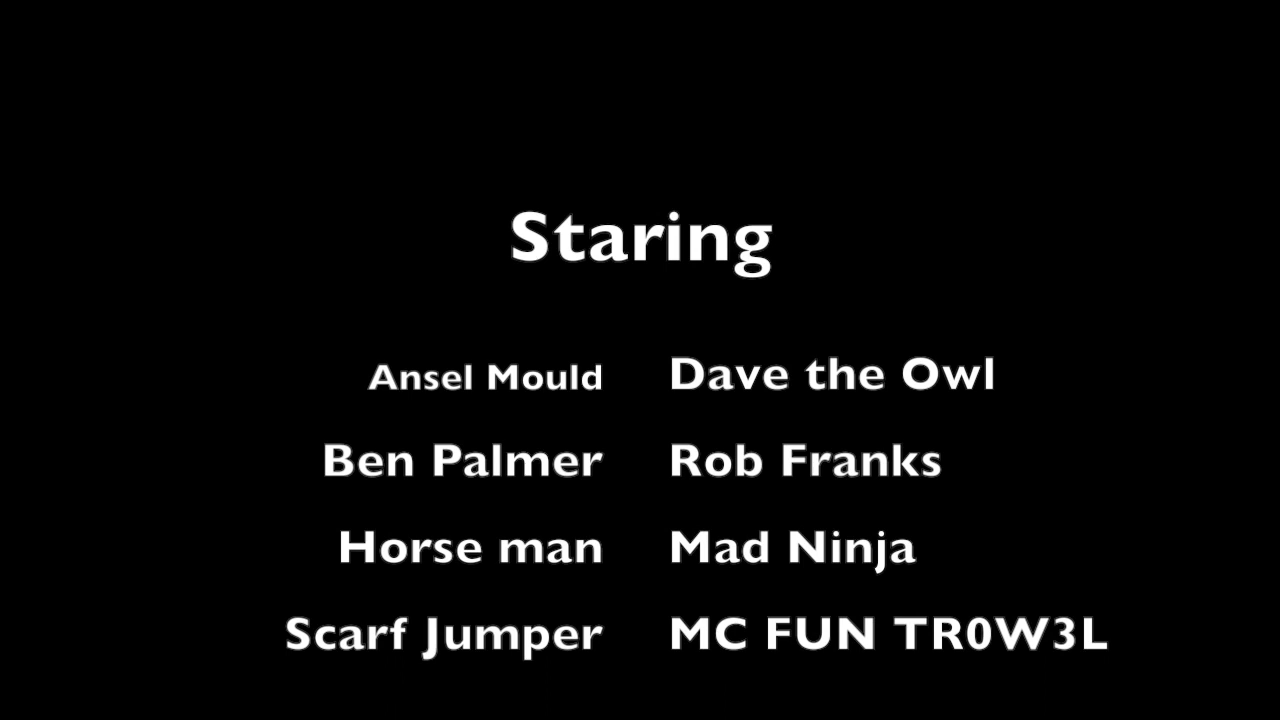 Staring
Ansel Mould Dave the Owl
Ben Palmer Rob Franks
Horse man Mad Ninja
Scarf Jumper MC FUN TR0W3L